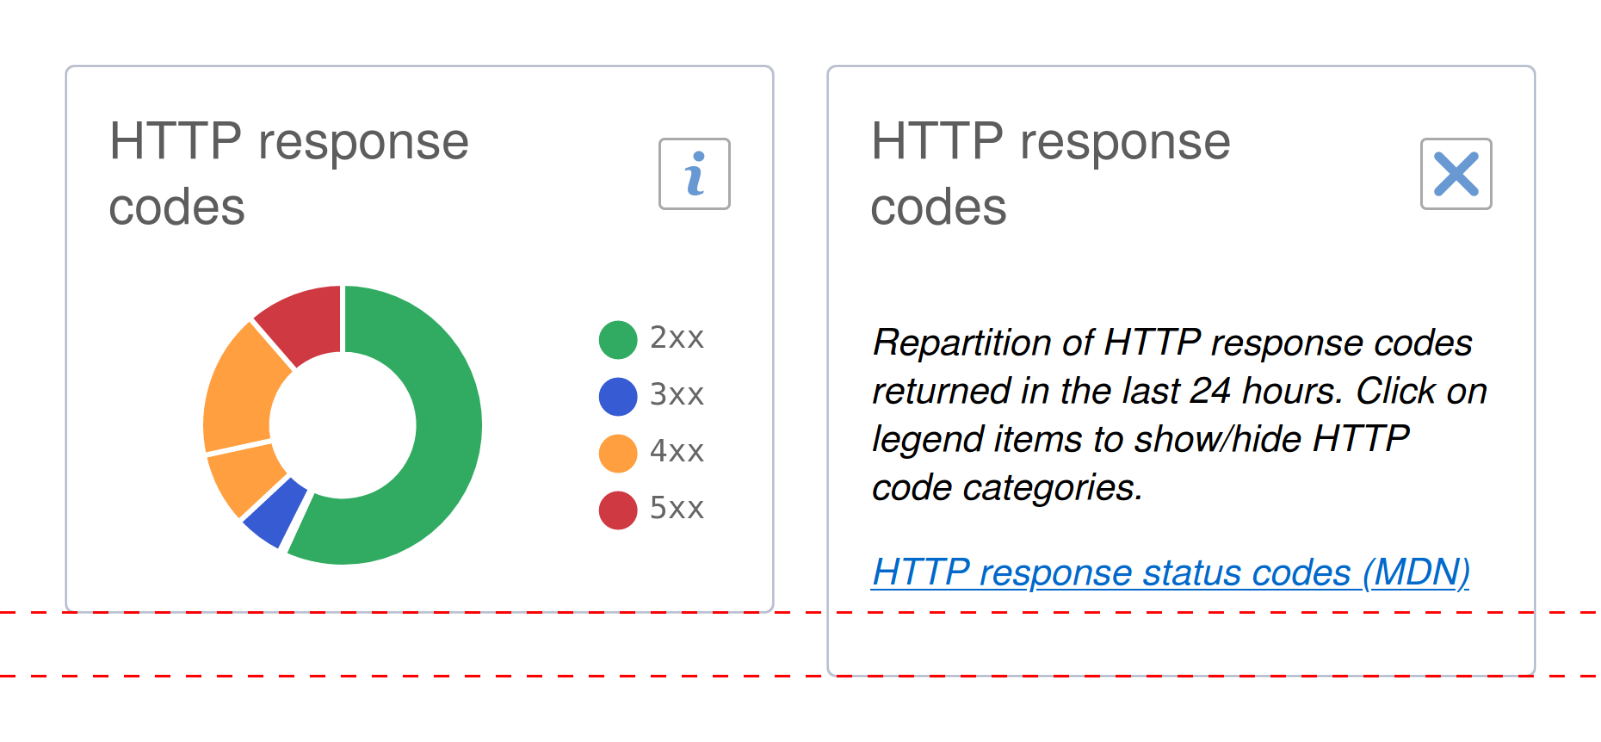 HTTP response
codes
i
2xx
3xx
4xx
5xx
HTTP response
codes
Repartition of HTTP response codes
returned in the last 24 hours. Click on
legend items to show/hide HTTP
code categories.
HTTP response status codes (MDN)